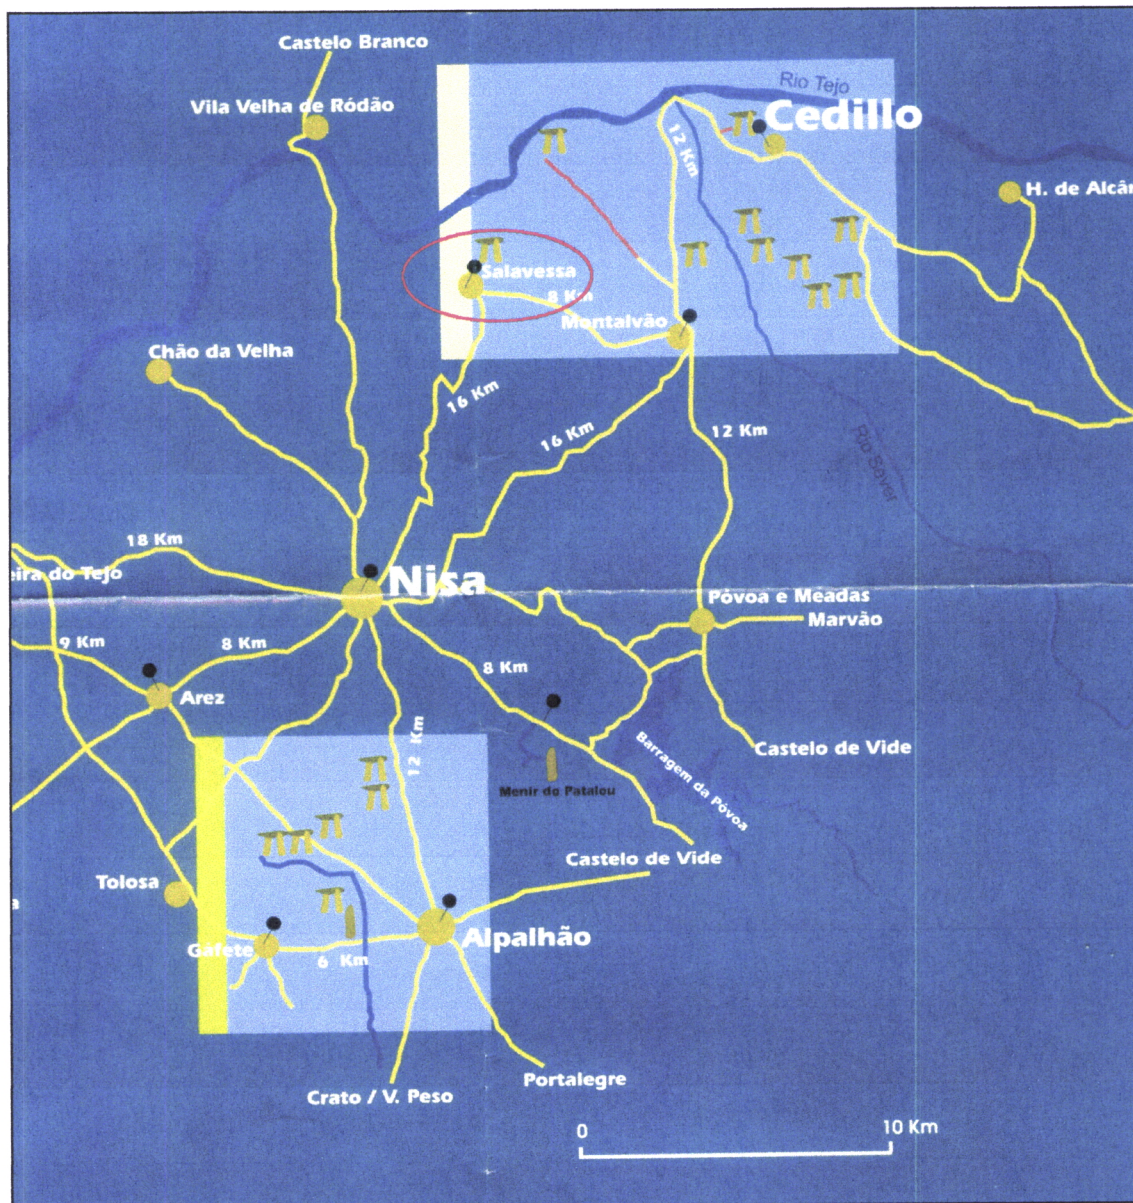 Castelo Branco
Rio Tejo
Vila Velha de Ródão
Cedillo
12 Km
H. de Alcân
Salavessa
8 Km
Montalvão
Chão da Velha
16 Km
16 Km
12 Km
Rio Sever
18 Km
eira do Tejo
Nisa
Póvoa e Meadas
Marvão
9 Km
8 Km
8 Km
Arez
12 Km
Castelo de Vide
Barragem da Póvoa
Menir do Patalou
Castelo de Vide
Tolosa
a
Gáfete
Alpalhão
6 Km
Portalegre
Crato / V. Peso
0 10 Km